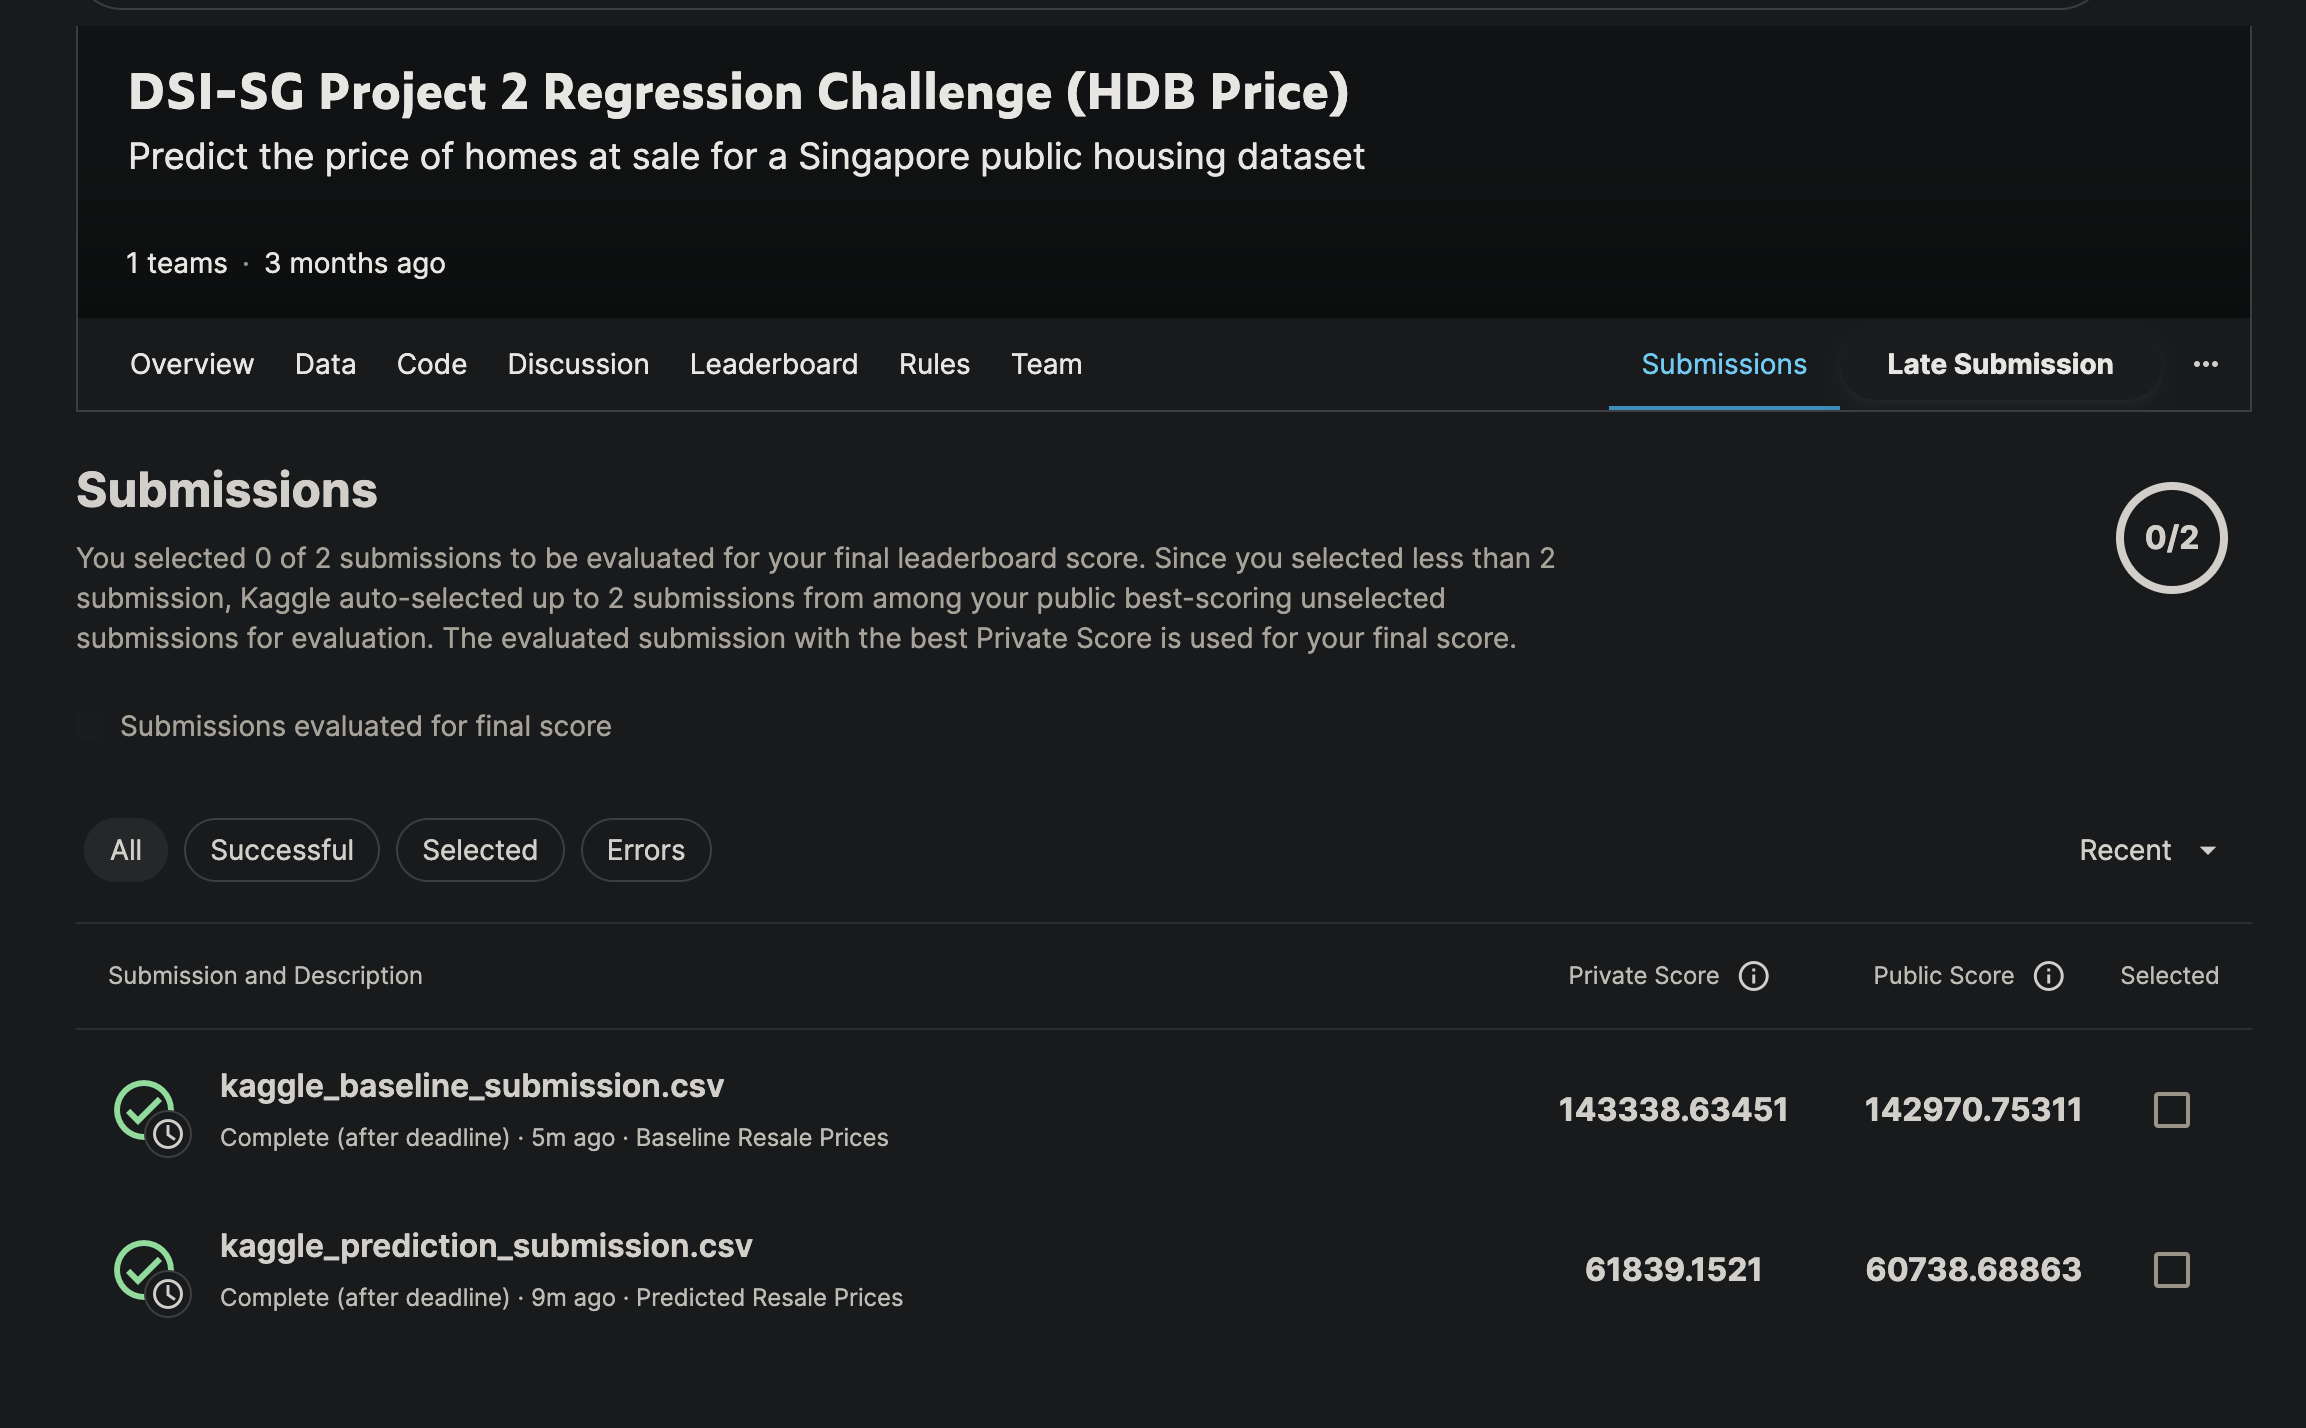 DSI-SG Project 2 Regression Challenge (HDB Price)
Predict the price of homes at sale for a Singapore public housing dataset
1 teams · 3 months ago
Overview Data Code Discussion Leaderboard Rules Team Submissions Late Submission ...
Submissions
0/2
You selected 0 of 2 submissions to be evaluated for your final leaderboard score. Since you selected less than 2
submission, Kaggle auto-selected up to 2 submissions from among your public best-scoring unselected
submissions for evaluation. The evaluated submission with the best Private Score is used for your final score.
Submissions evaluated for final score
All Successful Selected Errors Recent
Submission and Description Private Score Public Score Selected
kaggle_baseline_submission.csv 143338.63451 142970.75311
Complete (after deadline) · 5m ago · Baseline Resale Prices
kaggle_prediction_submission.csv 61839.1521 60738.68863
Complete (after deadline) · 9m ago · Predicted Resale Prices